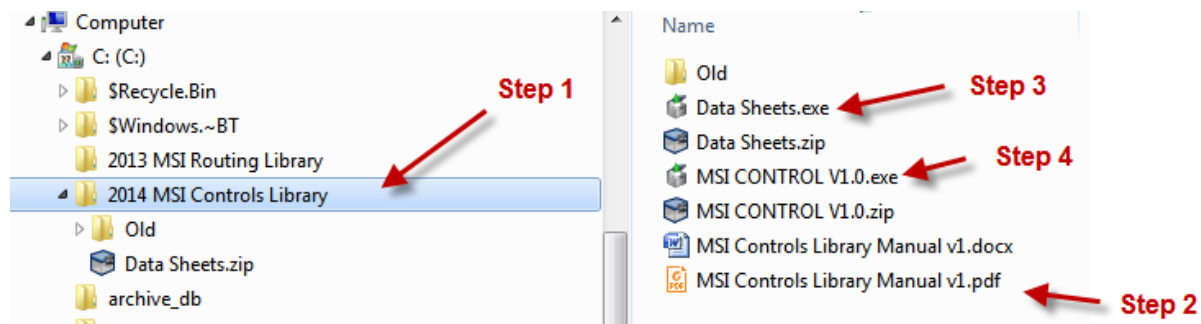 Computer
C: (C:)
$Recycle.Bin
$Windows.~BT
2013 MSI Routing Library
2014 MSI Controls Library
Old
Data Sheets.zip
archive_db
Step 1
Name
Old
Data Sheets.exe
Data Sheets.zip
MSI CONTROL V1.0.exe
MSI CONTROL V1.0.zip
MSI Controls Library Manual v1.docx
MSI Controls Library Manual v1.pdf
Step 3
Step 4
Step 2